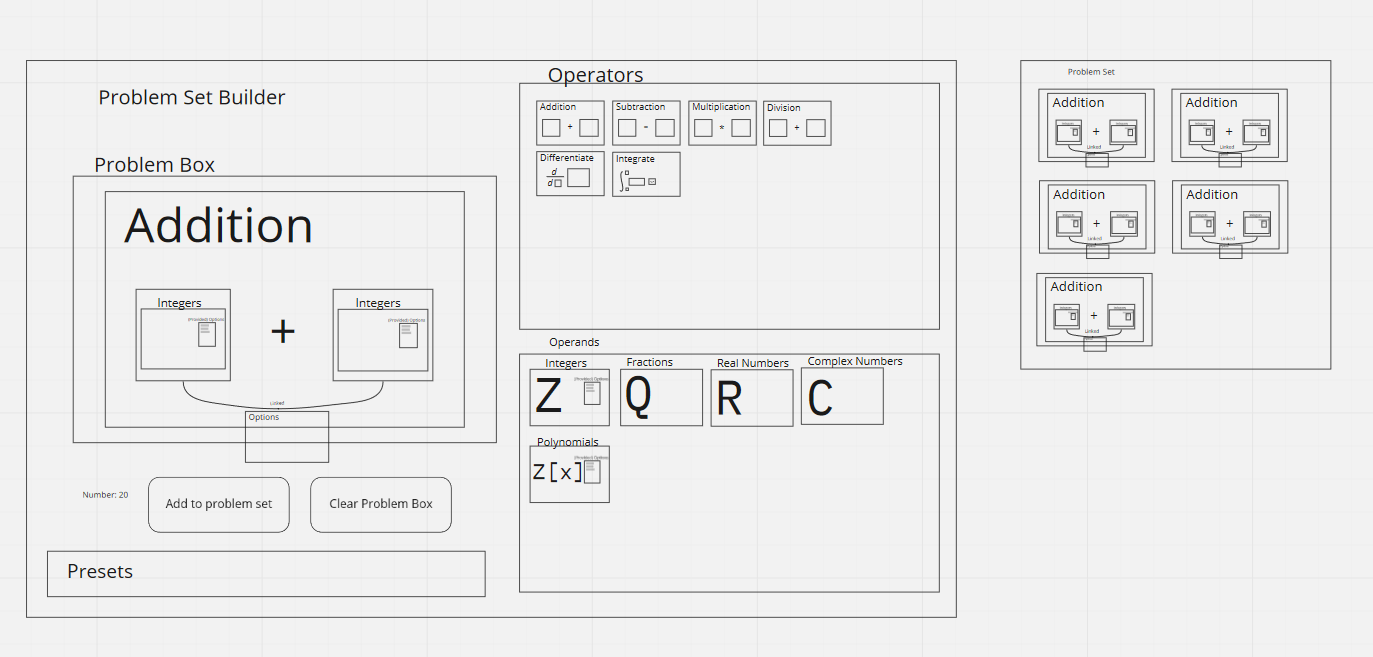 Problem Set Builder
Problem Box
Addition
Integers
(Provided) Options
+
Integers
(Provided) Options
Linked
Options
Number: 20
Add to problem set
Clear Problem Box
Presets
Operators
Addition
+
Subtraction
-
Multiplication
*
Division
+
Differentiate
d
d
Integrate
∫
Operands
Integers
Z
(Provided) Options
Fractions
Q
Real Numbers
R
Complex Numbers
C
Polynomials
Z[x]
(Provided) Options
Problem Set
Addition
+
Linked
Addition
+
Linked
Addition
+
Linked
Addition
+
Linked
Addition
+
Linked